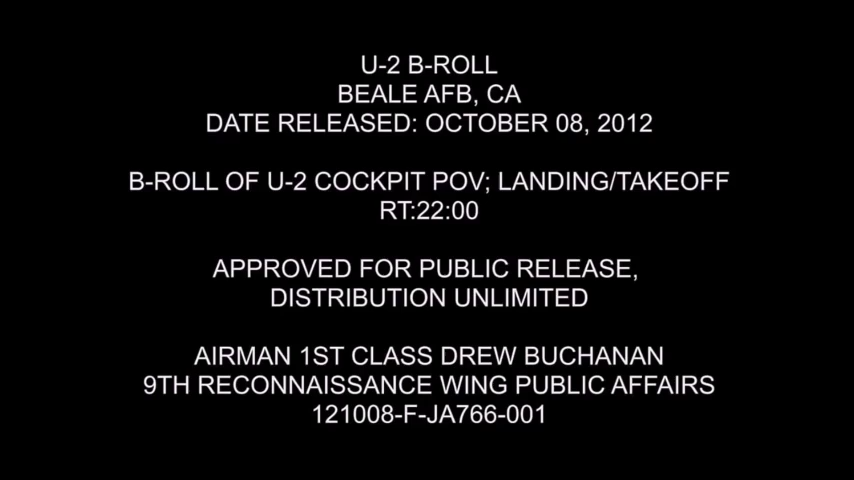 U-2 B-ROLL
BEALE AFB, CA
DATE RELEASED: OCTOBER 08, 2012
B-ROLL OF U-2 COCKPIT POV; LANDING/TAKEOFF
RT:22:00
APPROVED FOR PUBLIC RELEASE,
DISTRIBUTION UNLIMITED
AIRMAN 1ST CLASS DREW BUCHANAN
9TH RECONNAISSANCE WING PUBLIC AFFAIRS
121008-F-JA766-001